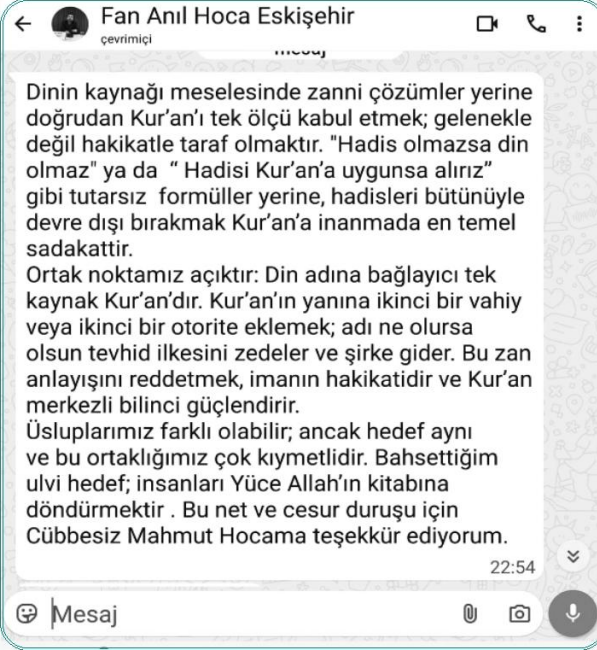 Fan Anıl Hoca Eskişehir
çevrimiçi
mesaj
Dinin kaynağı meselesinde zanni çözümler yerine
doğrudan Kur’an’ı tek ölçü kabul etmek; gelenekle
değil hakikatle taraf olmaktır. "Hadis olmazsa din
olmaz" ya da “ Hadisi Kur’an’a uygunsa alırız”
gibi tutarsız formüller yerine, hadisleri bütünüyle
devre dışı bırakmak Kur’an’a inanmada en temel
sadakattir.
Ortak noktamız açıktır: Din adına bağlayıcı tek
kaynak Kur’an’dır. Kur’an’ın yanına ikinci bir vahiy
veya ikinci bir otorite eklemek; adı ne olursa
olsun tevhid ilkesini zedeler ve şirke gider. Bu zan
anlayışını reddetmek, imanın hakikatidir ve Kur’an
merkezli bilinci güçlendirir.
Üsluplarımız farklı olabilir; ancak hedef aynı
ve bu ortaklığımız çok kıymetlidir. Bahsettiğim
ulvi hedef; insanları Yüce Allah’ın kitabına
döndürmektir . Bu net ve cesur duruşu için
Cübbesiz Mahmut Hocama teşekkür ediyorum.
22:54
Mesaj